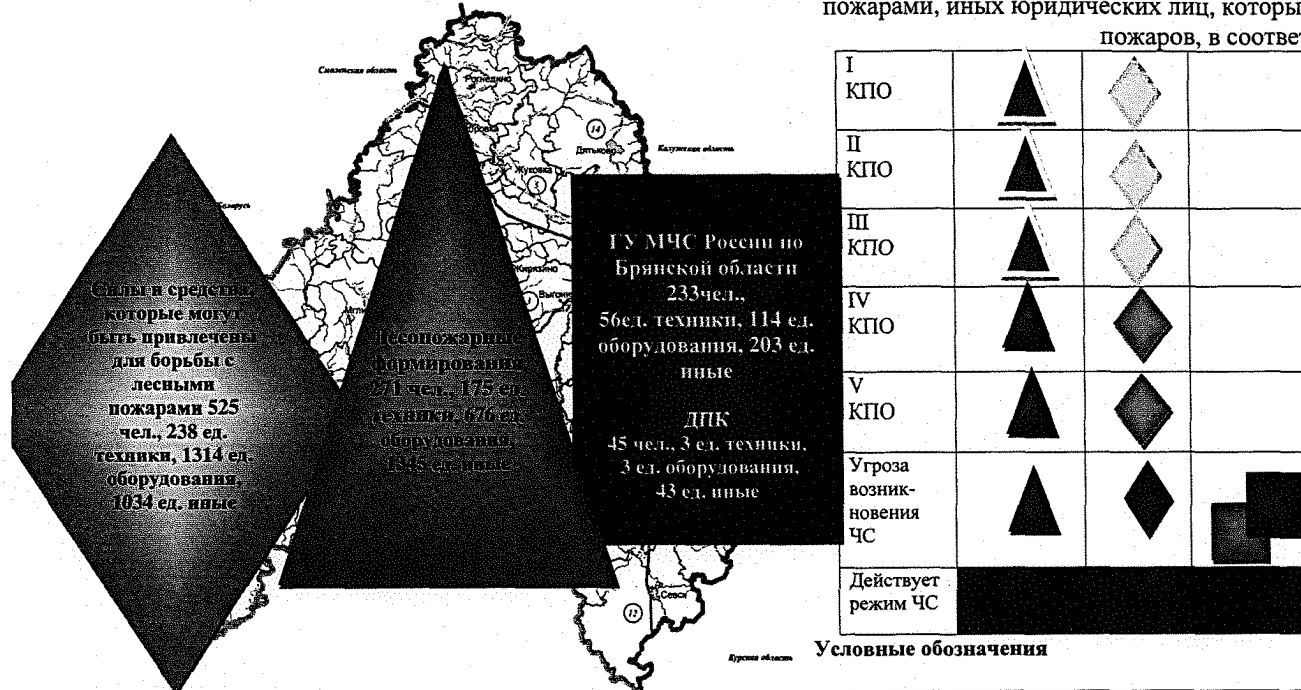 пожарами, иных юридических лиц, которы
пожаров, в соответ
Смоленская область
Рогнедино
14
Дятьково
Калужская область
Жуковка
5
Беларусь
Выгон
Севск
12
Курская область
Силы и средства,
которые могут
быть привлечены
для борьбы с
лесными
пожарами 525
чел., 238 ед.
техники, 1314 ед.
оборудования,
1034 ед. иные
Лесопожарные
формирования
271 чел., 175 ед.
техники, 676 ед.
оборудования,
1345 ед. иные
ГУ МЧС России по
Брянской области
233чел.,
56ед. техники, 114 ед.
оборудования, 203 ед.
иные
ДПК
45 чел., 3 ед. техники,
3 ед. оборудования,
43 ед. иные
I
КПО
II
КПО
III
КПО
IV
КПО
V
КПО
Угроза
возник-
новения
ЧС
Действует
режим ЧС
Условные обозначения